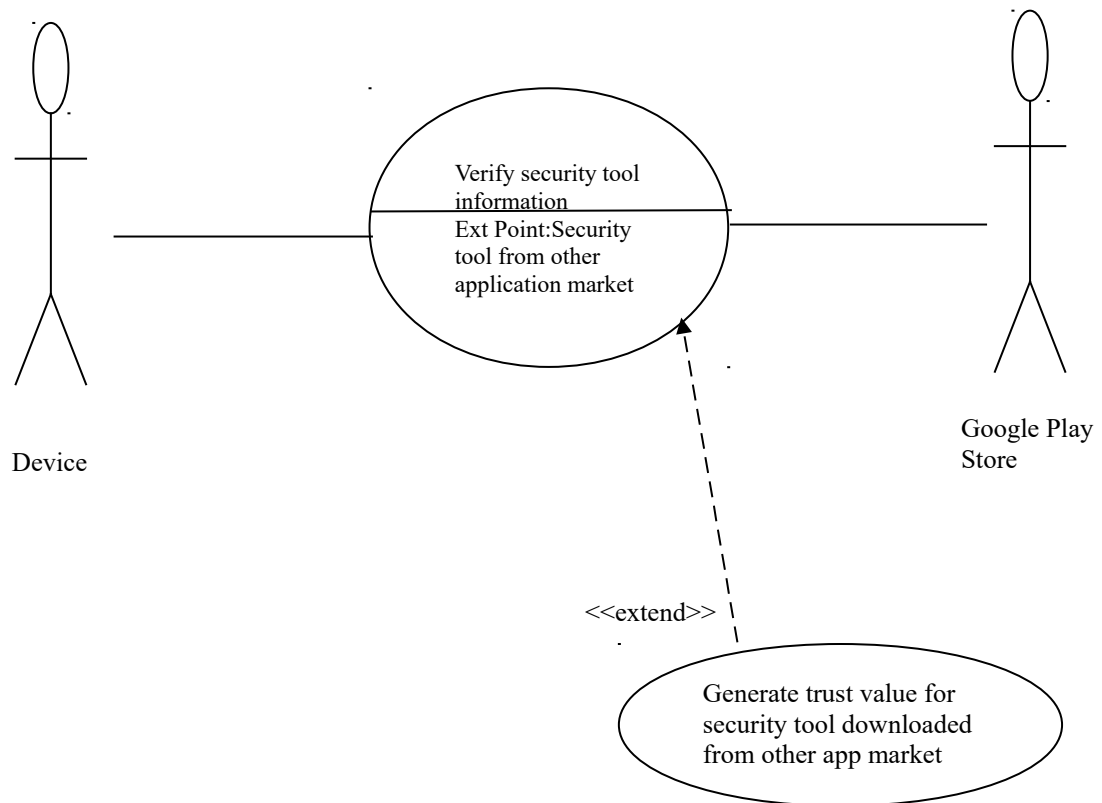 Verify security tool
information
Ext Point:Security
tool from other
application market
Google Play
Store
Device
<<extend>>
Generate trust value for
security tool downloaded
from other app market